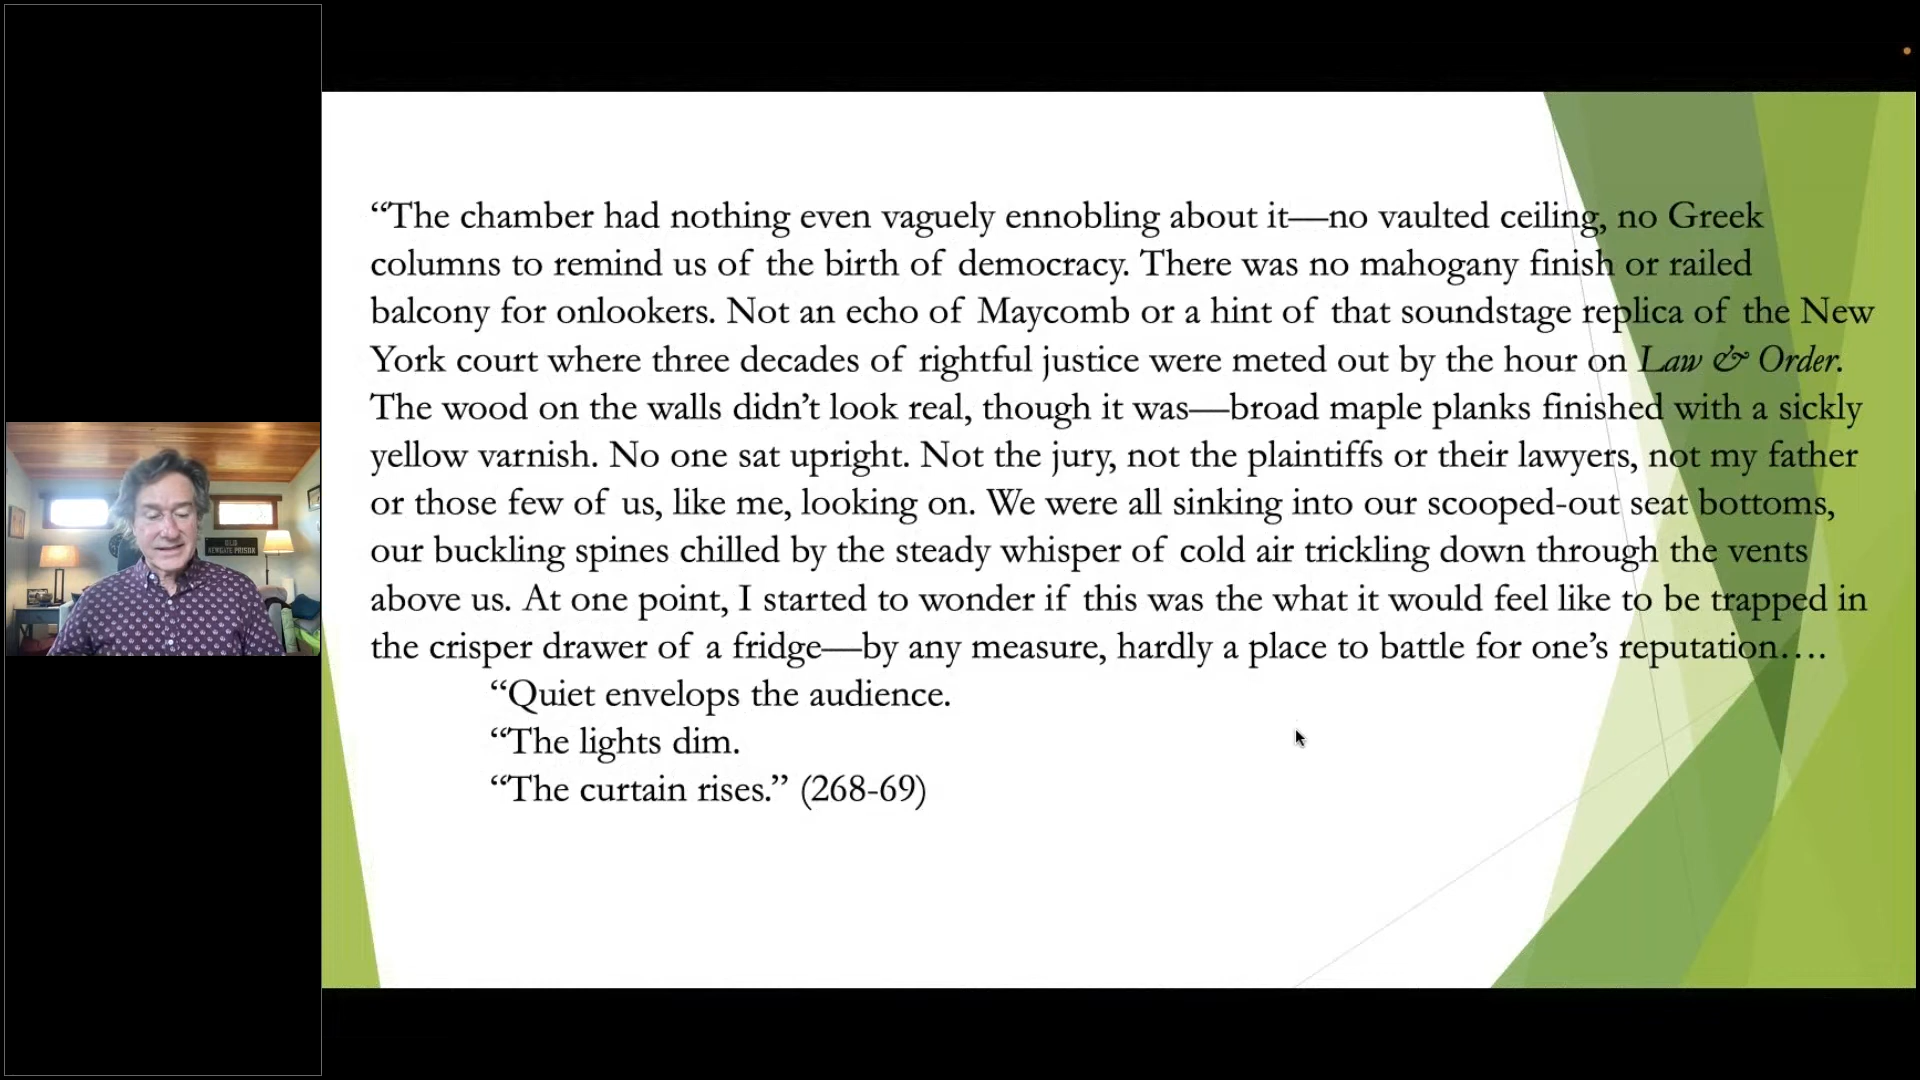 “The chamber had nothing even vaguely ennobling about it—no vaulted ceiling, no Greek
columns to remind us of the birth of democracy. There was no mahogany finish or railed
balcony for onlookers. Not an echo of Maycomb or a hint of that soundstage replica of the New
York court where three decades of rightful justice were meted out by the hour on Law & Order.
The wood on the walls didn’t look real, though it was—broad maple planks finished with a sickly
yellow varnish. No one sat upright. Not the jury, not the plaintiffs or their lawyers, not my father
or those few of us, like me, looking on. We were all sinking into our scooped-out seat bottoms,
our buckling spines chilled by the steady whisper of cold air trickling down through the vents
above us. At one point, I started to wonder if this was the what it would feel like to be trapped in
the crisper drawer of a fridge—by any measure, hardly a place to battle for one’s reputation….
“Quiet envelops the audience.
“The lights dim.
“The curtain rises.” (268-69)
OLD
NEWGATE PRISON